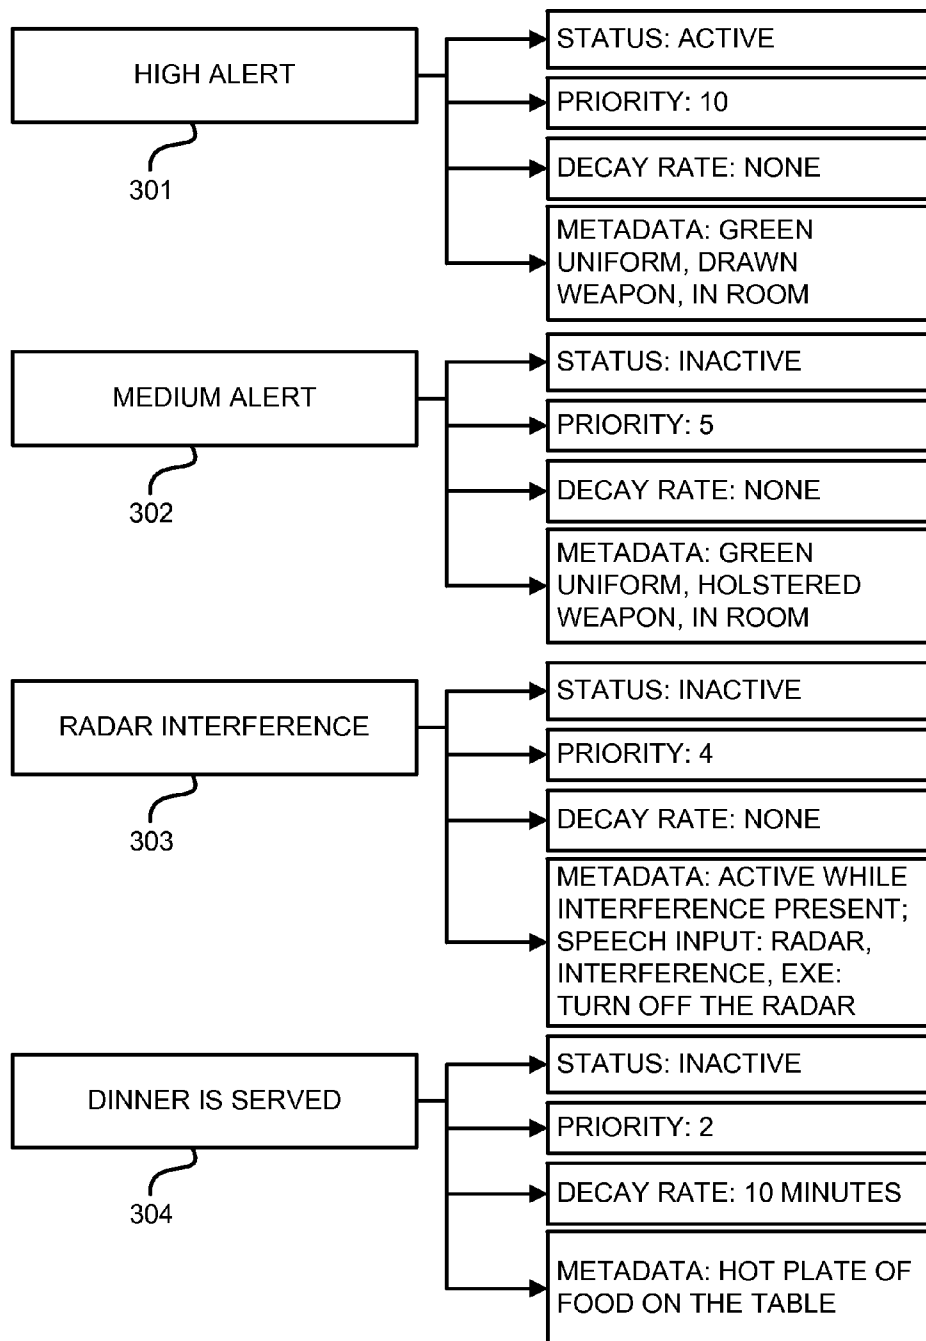 HIGH ALERT
301
STATUS: ACTIVE
PRIORITY: 10
DECAY RATE: NONE
METADATA: GREEN
UNIFORM, DRAWN
WEAPON, IN ROOM
MEDIUM ALERT
302
STATUS: INACTIVE
PRIORITY: 5
DECAY RATE: NONE
METADATA: GREEN
UNIFORM, HOLSTERED
WEAPON, IN ROOM
RADAR INTERFERENCE
303
STATUS: INACTIVE
PRIORITY: 4
DECAY RATE: NONE
METADATA: ACTIVE WHILE
INTERFERENCE PRESENT;
SPEECH INPUT: RADAR,
INTERFERENCE, EXE:
TURN OFF THE RADAR
DINNER IS SERVED
304
STATUS: INACTIVE
PRIORITY: 2
DECAY RATE: 10 MINUTES
METADATA: HOT PLATE OF
FOOD ON THE TABLE